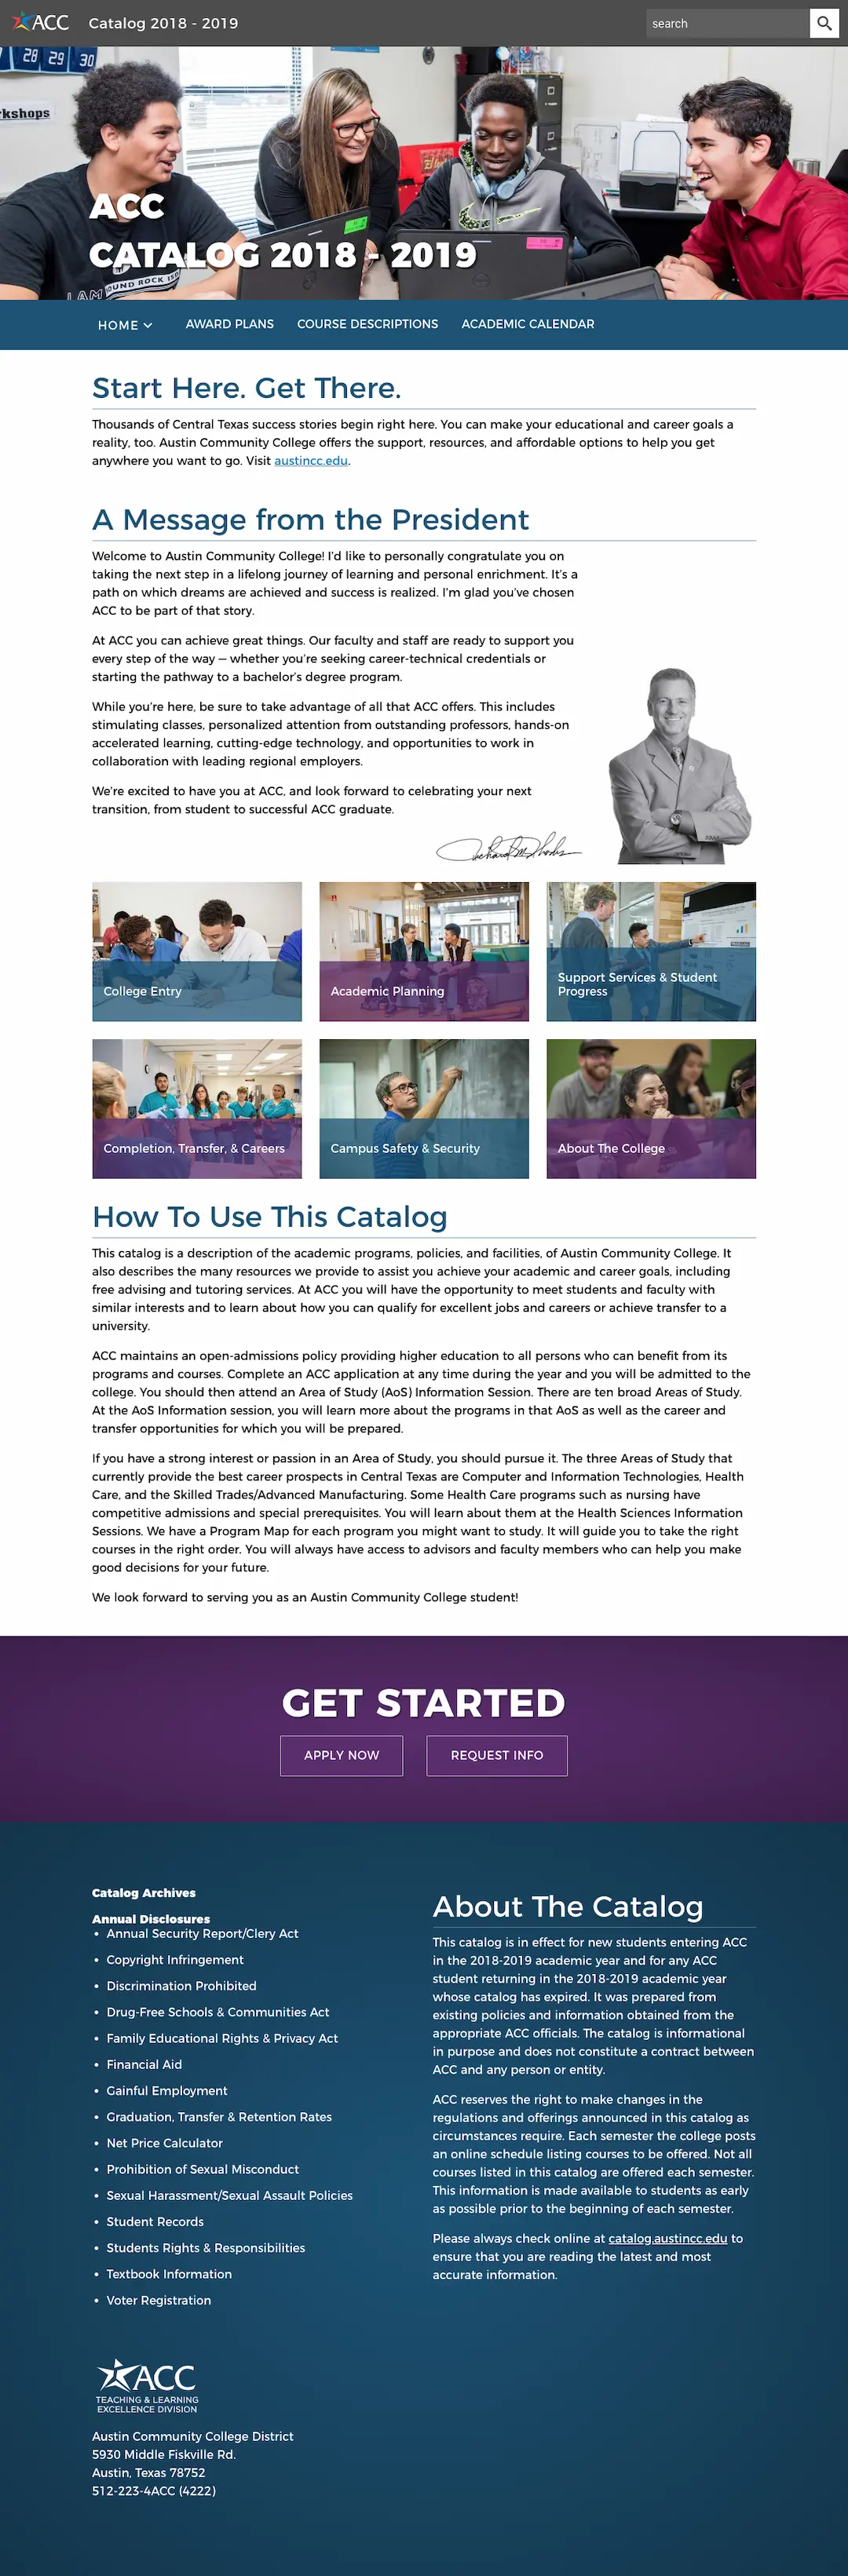 ACC
Catalog 2018 - 2019
search
28 29 30
kshops
ACC
CATALOG 2018 - 2019
OUND ROCK IS
I AM
HOME
AWARD PLANS
COURSE DESCRIPTIONS
ACADEMIC CALENDAR
Start Here. Get There.
Thousands of Central Texas success stories begin right here. You can make your educational and career goals a
reality, too. Austin Community College offers the support, resources, and affordable options to help you get
anywhere you want to go. Visit austincc.edu.
A Message from the President
Welcome to Austin Community College! I'd like to personally congratulate you on
taking the next step in a lifelong journey of learning and personal enrichment. It's a
path on which dreams are achieved and success is realized. I'm glad you've chosen
ACC to be part of that story.
At ACC you can achieve great things. Our faculty and staff are ready to support you
every step of the way — whether you're seeking career-technical credentials or
starting the pathway to a bachelor's degree program.
While you're here, be sure to take advantage of all that ACC offers. This includes
stimulating classes, personalized attention from outstanding professors, hands-on
accelerated learning, cutting-edge technology, and opportunities to work in
collaboration with leading regional employers.
We're excited to have you at ACC, and look forward to celebrating your next
transition, from student to successful ACC graduate.
College Entry
Academic Planning
Support Services & Student
Progress
Completion, Transfer, & Careers
Campus Safety & Security
About The College
How To Use This Catalog
This catalog is a description of the academic programs, policies, and facilities, of Austin Community College. It
also describes the many resources we provide to assist you achieve your academic and career goals, including
free advising and tutoring services. At ACC you will have the opportunity to meet students and faculty with
similar interests and to learn about how you can qualify for excellent jobs and careers or achieve transfer to a
university.
ACC maintains an open-admissions policy providing higher education to all persons who can benefit from its
programs and courses. Complete an ACC application at any time during the year and you will be admitted to the
college. You should then attend an Area of Study (AoS) Information Session. There are ten broad Areas of Study.
At the AoS Information session, you will learn more about the programs in that AoS as well as the career and
transfer opportunities for which you will be prepared.
If you have a strong interest or passion in an Area of Study, you should pursue it. The three Areas of Study that
currently provide the best career prospects in Central Texas are Computer and Information Technologies, Health
Care, and the Skilled Trades/Advanced Manufacturing. Some Health Care programs such as nursing have
competitive admissions and special prerequisites. You will learn about them at the Health Sciences Information
Sessions. We have a Program Map for each program you might want to study. It will guide you to take the right
courses in the right order. You will always have access to advisors and faculty members who can help you make
good decisions for your future.
We look forward to serving you as an Austin Community College student!
GET STARTED
APPLY NOW
REQUEST INFO
Catalog Archives
Annual Disclosures
• Annual Security Report/Clery Act
• Copyright Infringement
• Discrimination Prohibited
• Drug-Free Schools & Communities Act
• Family Educational Rights & Privacy Act
• Financial Aid
• Gainful Employment
• Graduation, Transfer & Retention Rates
• Net Price Calculator
• Prohibition of Sexual Misconduct
• Sexual Harassment/Sexual Assault Policies
• Student Records
• Students Rights & Responsibilities
• Textbook Information
• Voter Registration
About The Catalog
This catalog is in effect for new students entering ACC
in the 2018-2019 academic year and for any ACC
student returning in the 2018-2019 academic year
whose catalog has expired. It was prepared from
existing policies and information obtained from the
appropriate ACC officials. The catalog is informational
in purpose and does not constitute a contract between
ACC and any person or entity.
ACC reserves the right to make changes in the
regulations and offerings announced in this catalog as
circumstances require. Each semester the college posts
an online schedule listing courses to be offered. Not all
courses listed in this catalog are offered each semester.
This information is made available to students as early
as possible prior to the beginning of each semester.
Please always check online at catalog.austincc.edu to
ensure that you are reading the latest and most
accurate information.
ACC
TEACHING & LEARNING
EXCELLENCE DIVISION
Austin Community College District
5930 Middle Fiskville Rd.
Austin, Texas 78752
512-223-4ACC (4222)